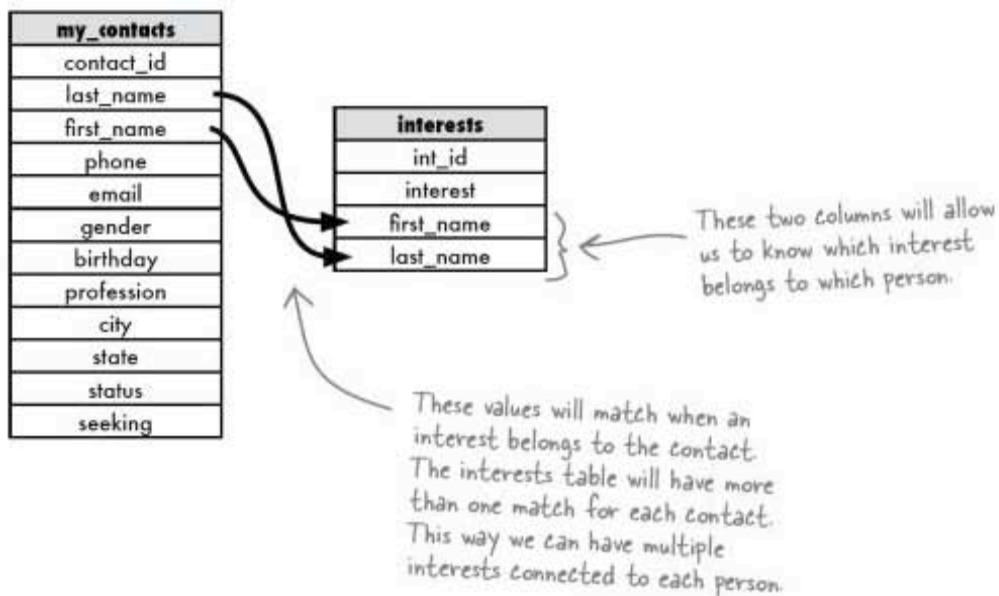 my_contacts
contact_id
last_name
first_name
phone
email
gender
birthday
profession
city
state
status
seeking
interests
int_id
interest
first_name
last_name
These two columns will allow
us to know which interest
belongs to which person.
These values will match when an
interest belongs to the contact.
The interests table will have more
than one match for each contact.
This way we can have multiple
interests connected to each person.